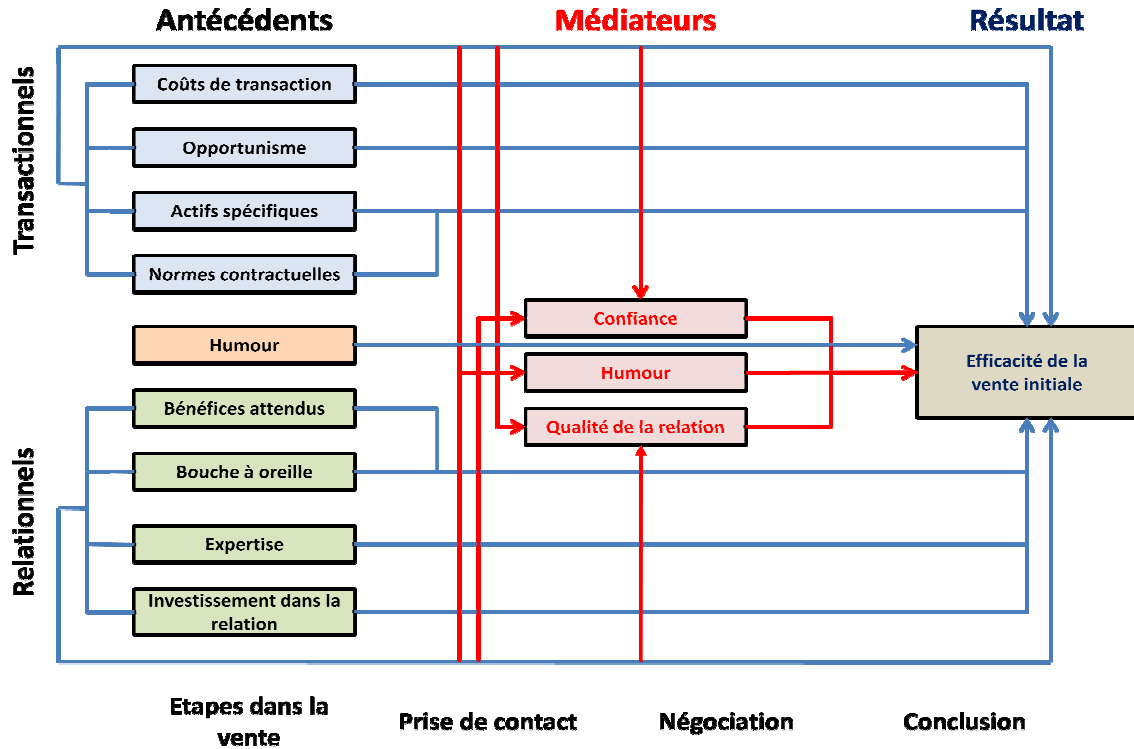 Antécédents
Médiateurs
Résultat
Transactionnels
Coûts de transaction
Opportunisme
Actifs spécifiques
Normes contractuelles
Humour
Relationnels
Bénéfices attendus
Bouche à oreille
Expertise
Investissement dans la
relation
Confiance
Humour
Qualité de la relation
Efficacité de la
vente initiale
Etapes dans la
vente
Prise de contact
Négociation
Conclusion